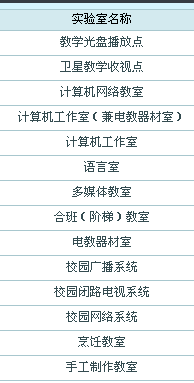 实验室名称
教学光盘播放点
卫星教学收视点
计算机网络教室
计算机工作室（兼电教器材室）
计算机工作室
语言室
多媒体教室
合班（阶梯）教室
电教器材室
校园广播系统
校园闭路电视系统
校园网络系统
烹饪教室
手工制作教室